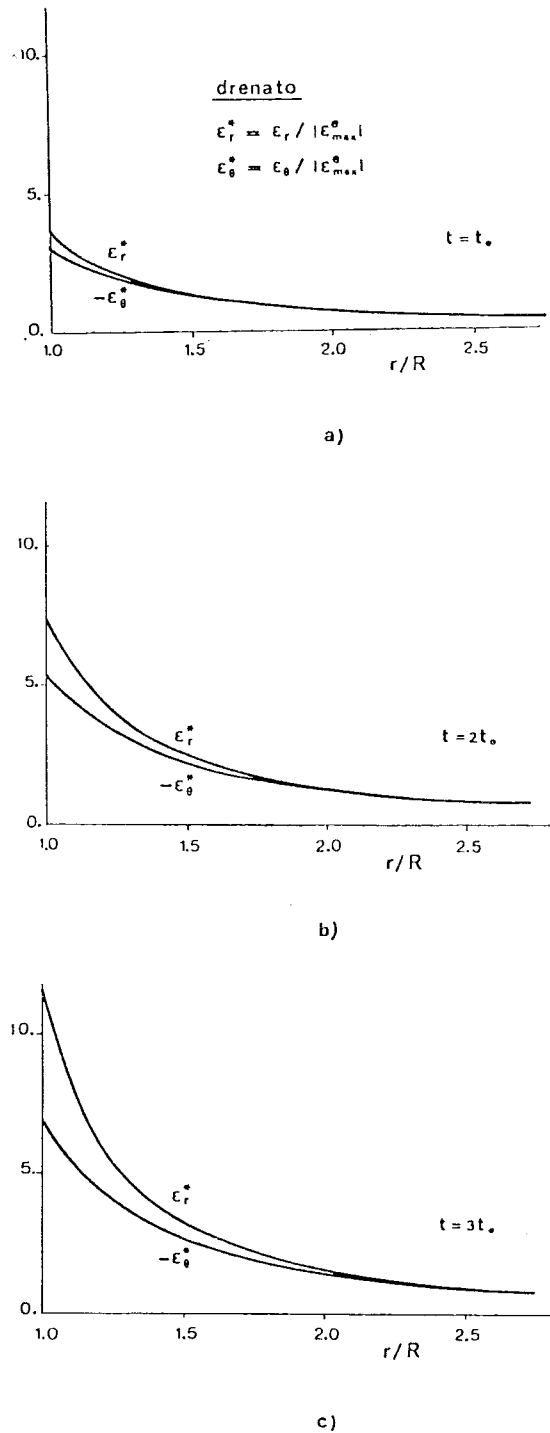 10.
drenato
ε*r = εr / |εᵉmax|
ε*θ = εθ / |εᵉmax|
5.
ε*r
t = t₀
−ε*θ
.0.
1.0
1.5
2.0
2.5
r/R
a)
10.
5.
ε*r
t = 2t₀
−ε*θ
0.
1.0
1.5
2.0
2.5
r/R
b)
10.
5.
ε*r
t = 3t₀
−ε*θ
0.
1.0
1.5
2.0
2.5
r/R
c)